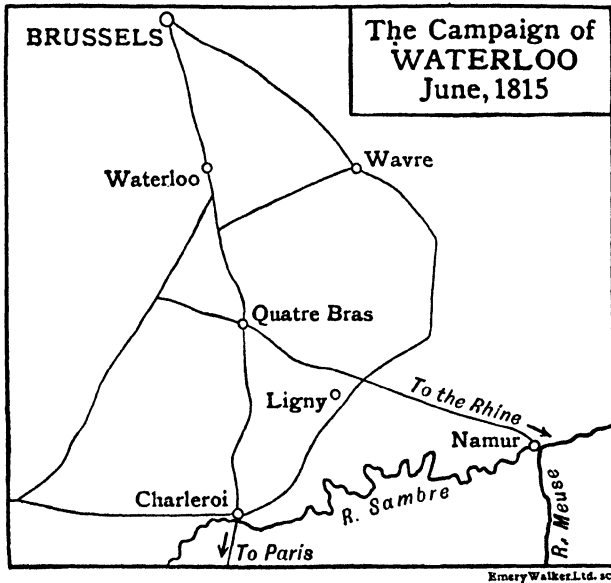 The Campaign of
WATERLOO
June, 1815
BRUSSELS
Waterloo
Wavre
Quatre Bras
Ligny
To the Rhine
Namur
Charleroi
R. Sambre
R. Meuse
To Paris
Emery Walker Ltd. sc